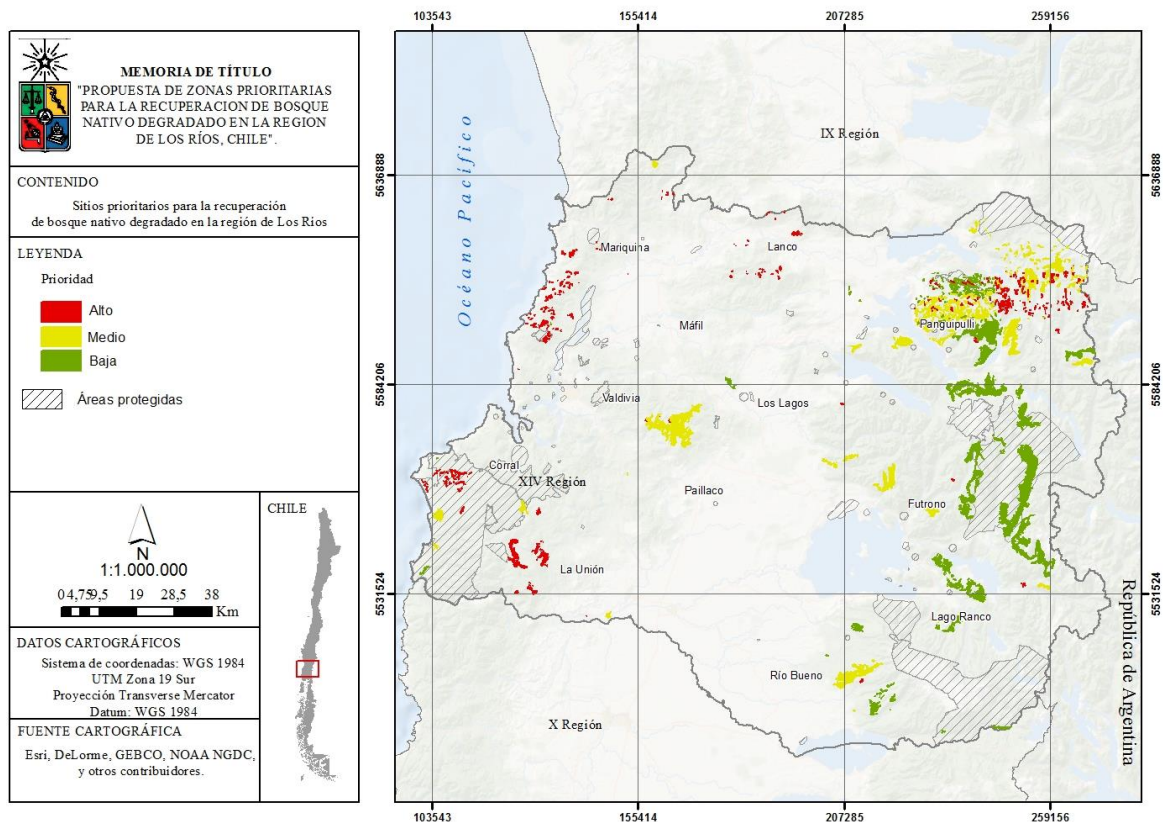 MEMORIA DE TÍTULO
"PROPUESTA DE ZONAS PRIORITARIAS
PARA LA RECUPERACION DE BOSQUE
NATIVO DEGRADADO EN LA REGION
DE LOS RÍOS, CHILE".
CONTENIDO
Sitios prioritarios para la recuperación
de bosque nativo degradado en la región de Los Rios
LEYENDA
Prioridad
Alto
Medio
Baja
Áreas protegidas
N
1:1.000.000
0 4,75 9,5 19 28,5 38
Km
DATOS CARTOGRÁFICOS
Sistema de coordenadas: WGS 1984
UTM Zona 19 Sur
Proyección Transverse Mercator
Datum: WGS 1984
FUENTE CARTOGRÁFICA
Esri, DeLorme, GEBCO, NOAA NGDC,
y otros contribuidores.
CHILE
103543 155414 207285 259156
5636888 5636888
5584206 5584206
5531524 5531524
Océano Pacífico
IX Región
Mariquina
Lanco
Máfil
Panguipulli
Valdivia
Los Lagos
Corral
XIV Región
Paillaco
Futrono
La Unión
Lago Ranco
Río Bueno
X Región
República de Argentina
103543 155414 207285 259156